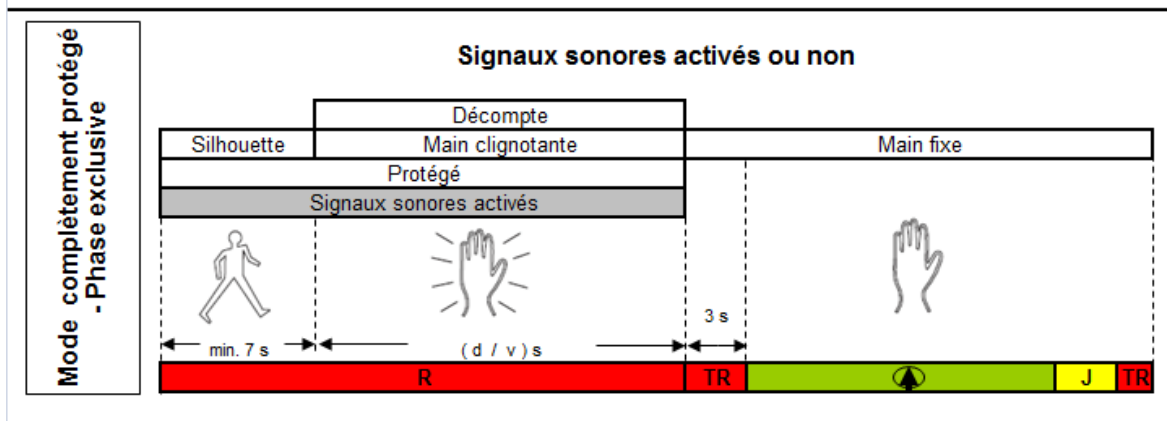 Mode complètement protégé
- Phase exclusive
Signaux sonores activés ou non
Décompte
Silhouette Main clignotante Main fixe
Protégé
Signaux sonores activés
3 s
min. 7 s ( d / v ) s
R TR J TR